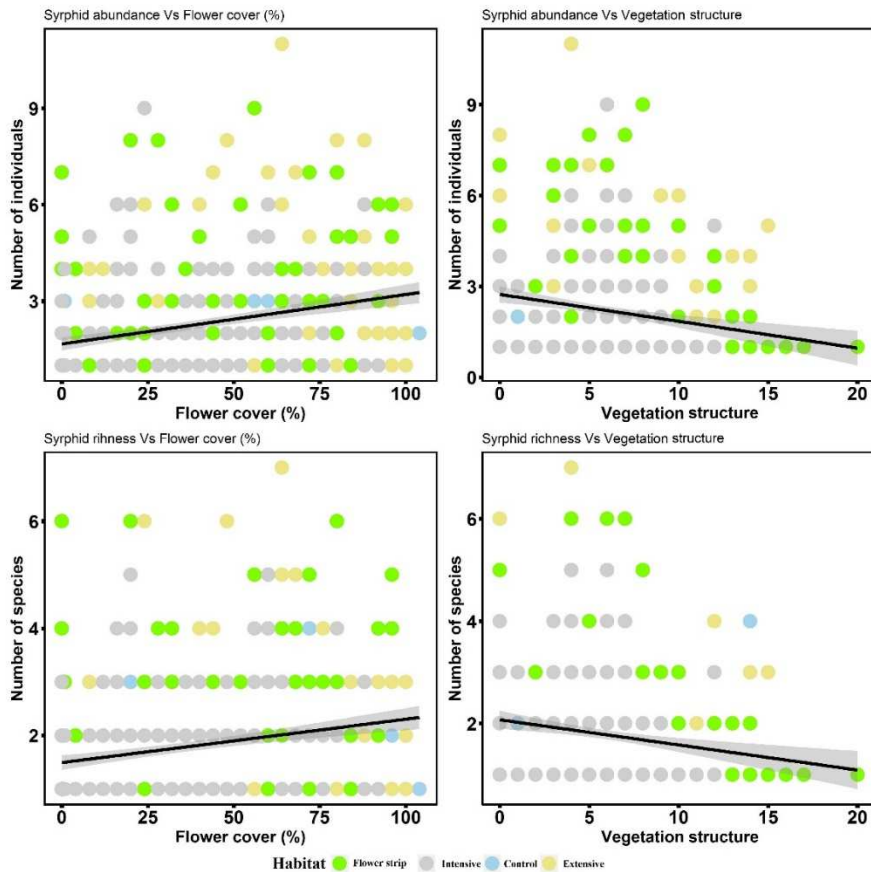 Syrphid abundance Vs Flower cover (%)
Number of individuals
9
6
3
0 25 50 75 100
Flower cover (%)
Syrphid abundance Vs Vegetation structure
Number of individuals
9
6
3
0
0 5 10 15 20
Vegetation structure
Syrphid rihness Vs Flower cover (%)
Number of species
6
4
2
0 25 50 75 100
Flower cover (%)
Syrphid richness Vs Vegetation structure
Number of species
6
4
2
0
0 5 10 15 20
Vegetation structure
Habitat Flower strip Intensive Control Extensive